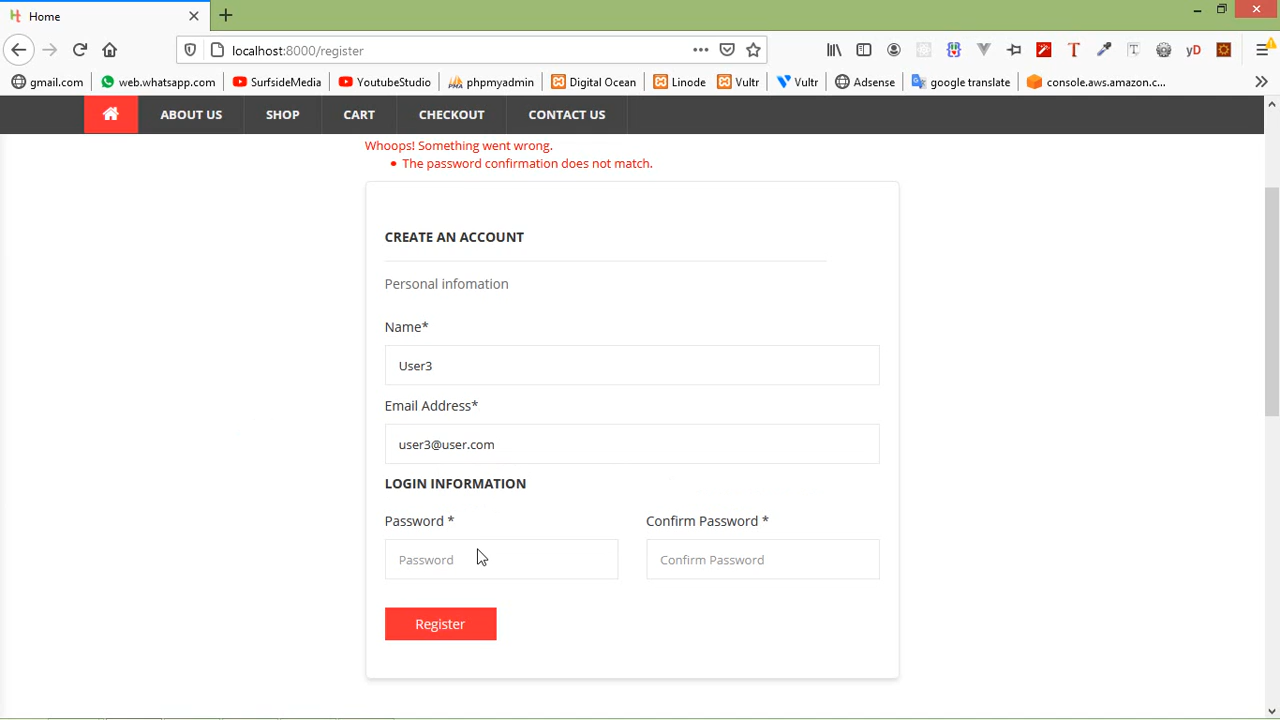 Home
localhost:8000/register
gmail.com
web.whatsapp.com
SurfsideMedia
YoutubeStudio
phpmyadmin
Digital Ocean
Linode
Vultr
Vultr
Adsense
google translate
console.aws.amazon.c...
ABOUT US
SHOP
CART
CHECKOUT
CONTACT US
Whoops! Something went wrong.
• The password confirmation does not match.
CREATE AN ACCOUNT
Personal infomation
Name*
User3
Email Address*
user3@user.com
LOGIN INFORMATION
Password *
Confirm Password *
Password
Confirm Password
Register